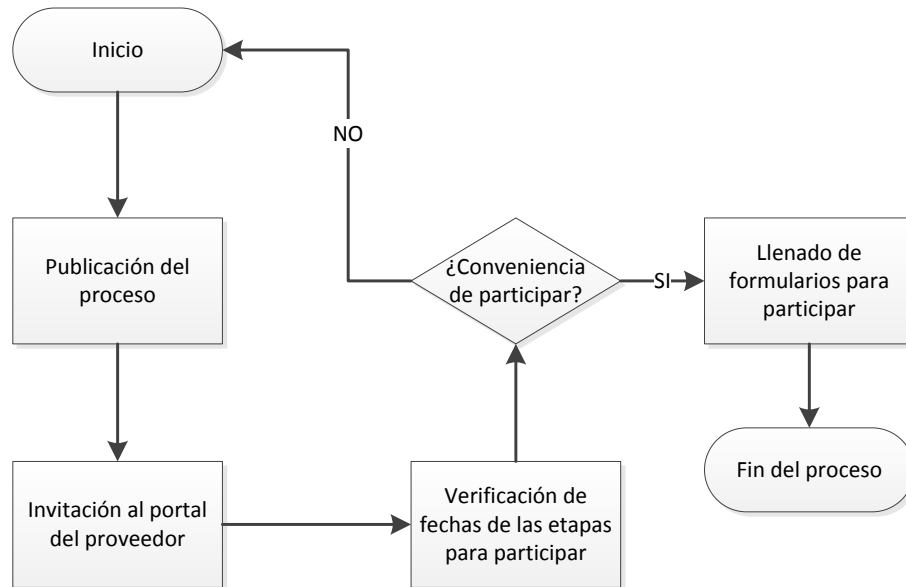 Inicio
NO
Publicación del
proceso
¿Conveniencia
de participar?
SI
Llenado de
formularios para
participar
Invitación al portal
del proveedor
Verificación de
fechas de las etapas
para participar
Fin del proceso